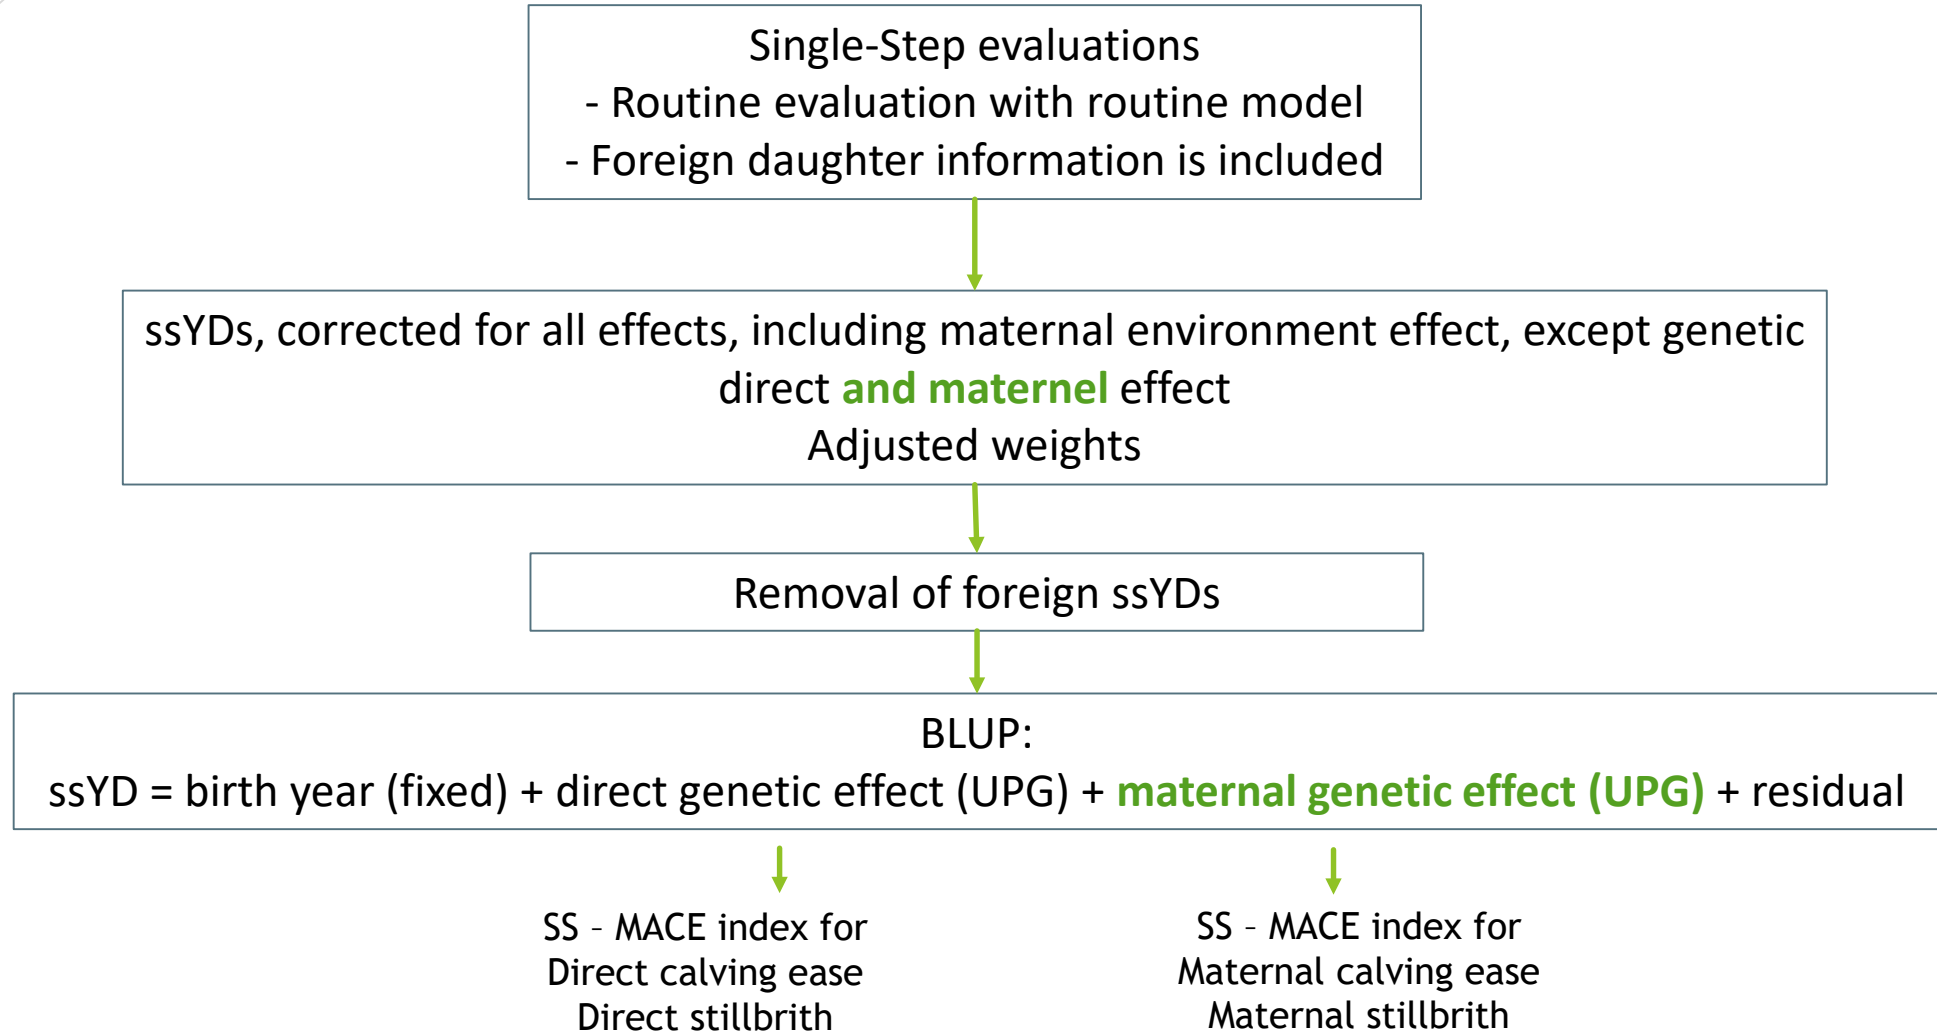 Single-Step evaluations
- Routine evaluation with routine model
- Foreign daughter information is included
ssYDs, corrected for all effects, including maternal environment effect, except genetic
direct and maternel effect
Adjusted weights
Removal of foreign ssYDs
BLUP:
ssYD = birth year (fixed) + direct genetic effect (UPG) + maternal genetic effect (UPG) + residual
SS – MACE index for
Direct calving ease
Direct stillbrith
SS – MACE index for
Maternal calving ease
Maternal stillbrith